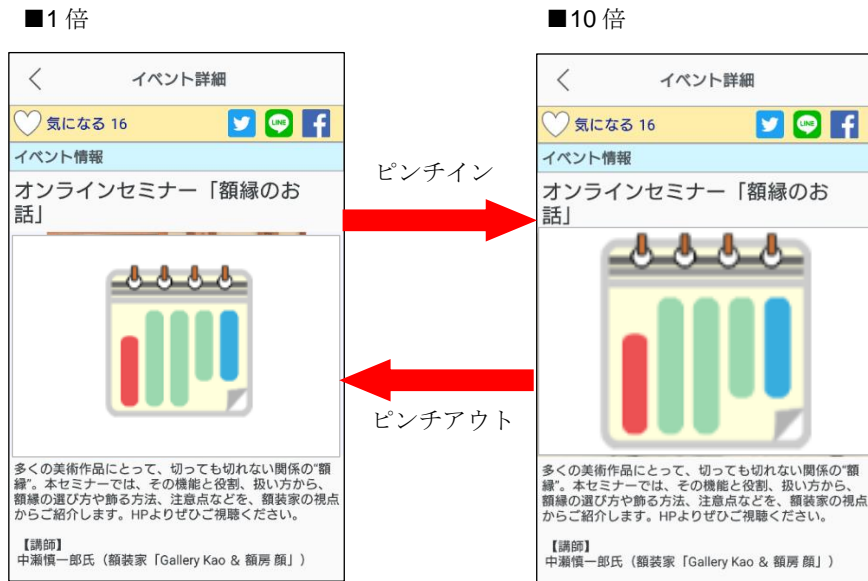 ■1倍
イベント詳細
気になる 16
LINE
イベント情報
オンラインセミナー「額縁のお
話」
多くの美術作品にとって、切っても切れない関係の“額
縁”。本セミナーでは、その機能と役割、扱い方から、
額縁の選び方や飾る方法、注意点などを、額装家の視点
からご紹介します。HPよりぜひご視聴ください。
【講師】
中瀬慎一郎氏(額装家「Gallery Kao & 額房 顔」)
ピンチイン
ピンチアウト
■10倍
イベント詳細
気になる 16
LINE
イベント情報
オンラインセミナー「額縁のお
話」
多くの美術作品にとって、切っても切れない関係の“額
縁”。本セミナーでは、その機能と役割、扱い方から、
額縁の選び方や飾る方法、注意点などを、額装家の視点
からご紹介します。HPよりぜひご視聴ください。
【講師】
中瀬慎一郎氏(額装家「Gallery Kao & 額房 顔」)